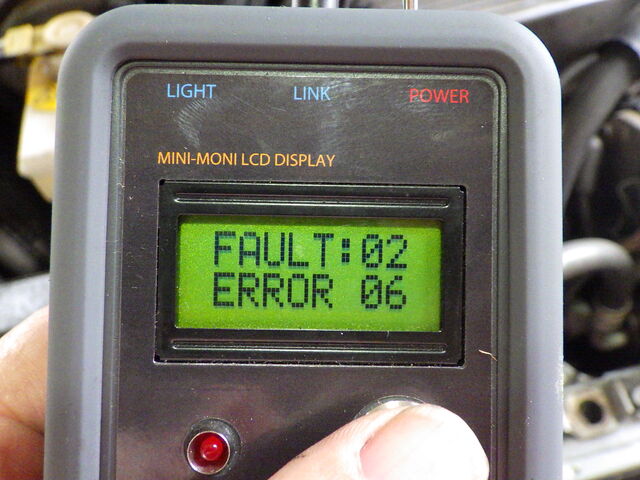 LIGHT LINK POWER
MINI-MONI LCD DISPLAY
FAULT:02
ERROR 06